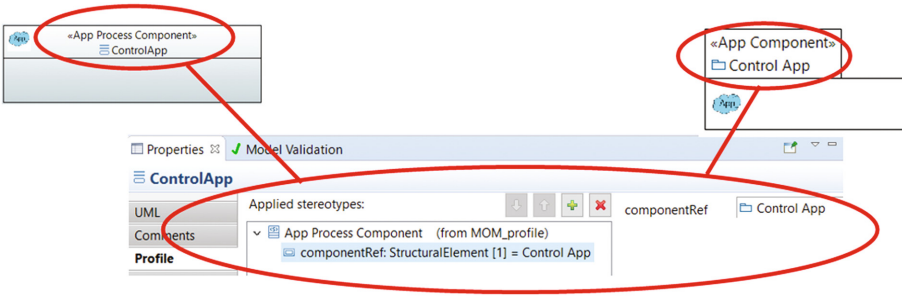 App
«App Process Component»
ControlApp
«App Component»
Control App
App
Properties
Model Validation
ControlApp
UML
Comments
Profile
Applied stereotypes:
App Process Component (from MOM_profile)
componentRef: StructuralElement [1] = Control App
componentRef
Control App